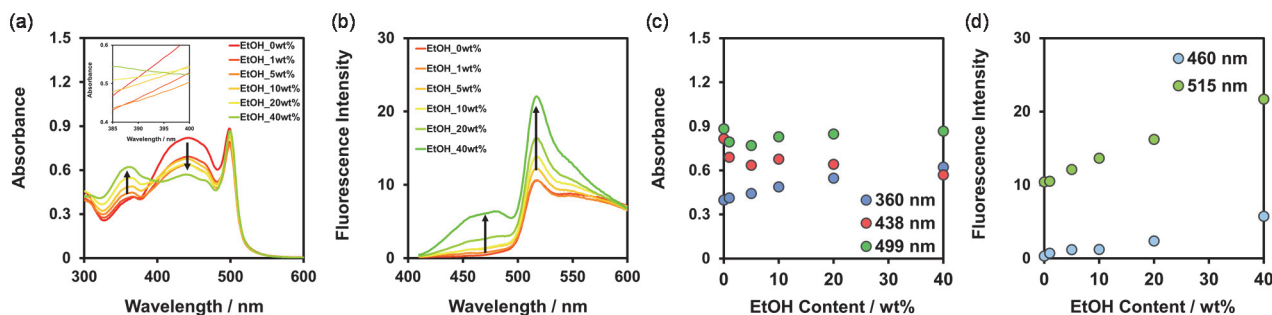 (a)
Absorbance
1.5
1.2
0.9
0.6
0.3
0
300
400
500
600
Wavelength / nm
Absorbance
0.6
0.5
0.4
385
390
395
400
Wavelength / nm
EtOH_0wt%
EtOH_1wt%
EtOH_5wt%
EtOH_10wt%
EtOH_20wt%
EtOH_40wt%
(b)
Fluorescence Intensity
30
20
10
0
400
450
500
550
600
Wavelength / nm
EtOH_0wt%
EtOH_1wt%
EtOH_5wt%
EtOH_10wt%
EtOH_20wt%
EtOH_40wt%
(c)
Absorbance
1.5
1.2
0.9
0.6
0.3
0
0
10
20
30
40
EtOH Content / wt%
360 nm
438 nm
499 nm
(d)
Fluorescence Intensity
30
20
10
0
0
10
20
30
40
EtOH Content / wt%
460 nm
515 nm